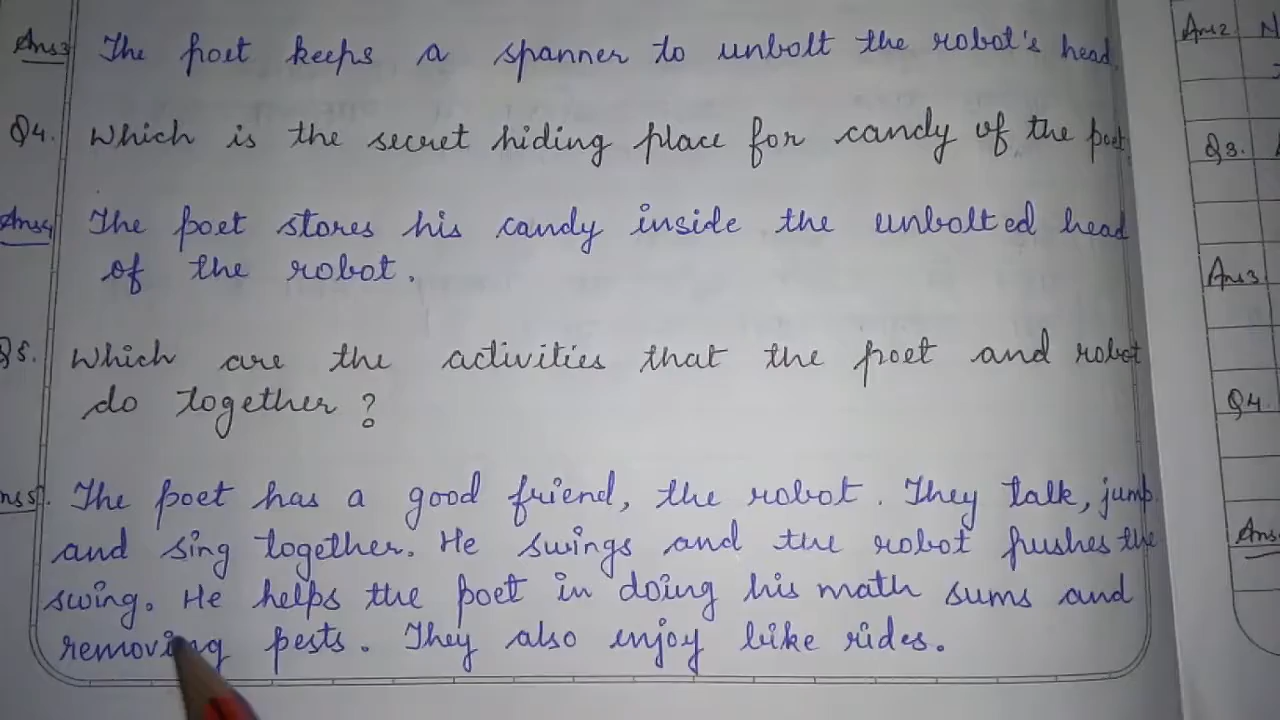 Ans3 The poet keeps a spanner to unbolt the robot's head.
Q4. Which is the secret hiding place for candy of the poet
Ans4 The poet stores his candy inside the unbolted head
of the robot.
Q5. Which are the activities that the poet and robot
do together?
Ans5. The poet has a good friend, the robot. They talk, jump
and sing together. He swings and the robot pushes the
swing. He helps the poet in doing his math sums and
removing pests. They also enjoy bike rides.
Ans2 N
Q3.
Ans3
Q4.
Ans